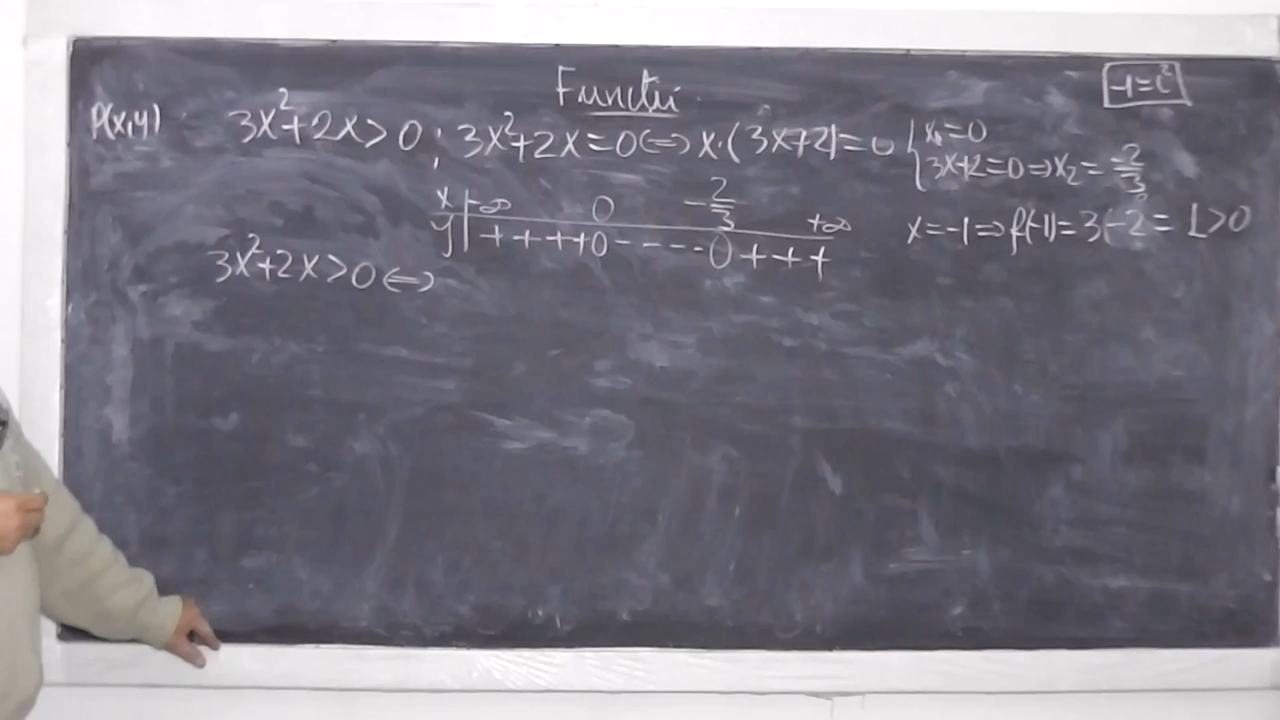 Functii
-1=i²
P(x,y)
3x²+2x>0; 3x²+2x=0⇔x·(3x+2)=0 { x₁=0
3x+2=0⇒x₂=-2/3
x | -∞ 0 -2/3 +∞
y | ++++0----0+++
x=-1⇒f(-1)=3-2=1>0
3x²+2x>0⇔